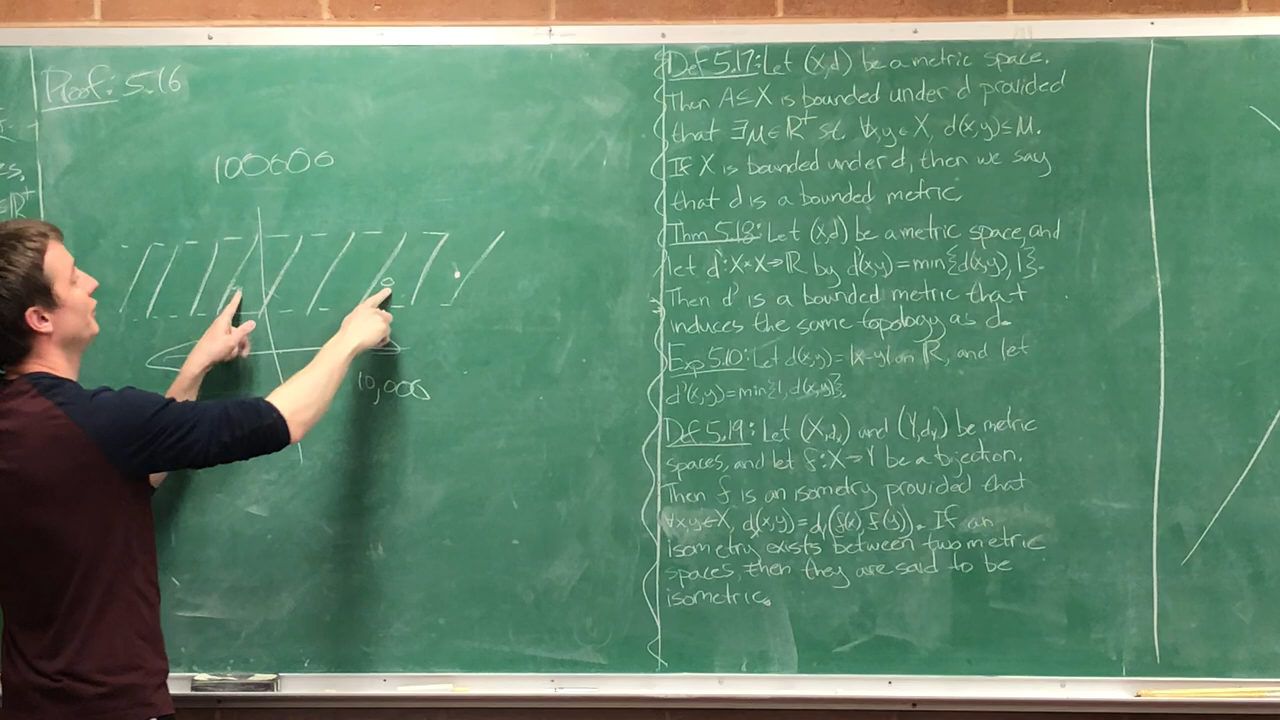 Proof: 5.16
100000
10,000
es,
∈ℝ⁺
Def 5.17: Let (X,d) be a metric space.
Then A⊆X is bounded under d provided
that ∃M∈ℝ⁺ st. ∀x,y∈X, d(x,y)≤M.
If X is bounded under d, then we say
that d is a bounded metric.
Thm 5.18: Let (X,d) be a metric space, and
let d':X×X→ℝ by d'(x,y)=min{d(x,y),1}.
Then d' is a bounded metric that
induces the same topology as d.
Exp 5.10: Let d(x,y)=|x-y| on ℝ, and let
d'(x,y)=min{1,d(x,y)}.
Def 5.19: Let (X,dₓ) and (Y,dᵧ) be metric
spaces, and let f:X→Y be a bijection.
Then f is an isometry provided that
∀x,y∈X, d(x,y)=d(f(x),f(y)). If an
isometry exists between two metric
spaces, then they are said to be
isometric.